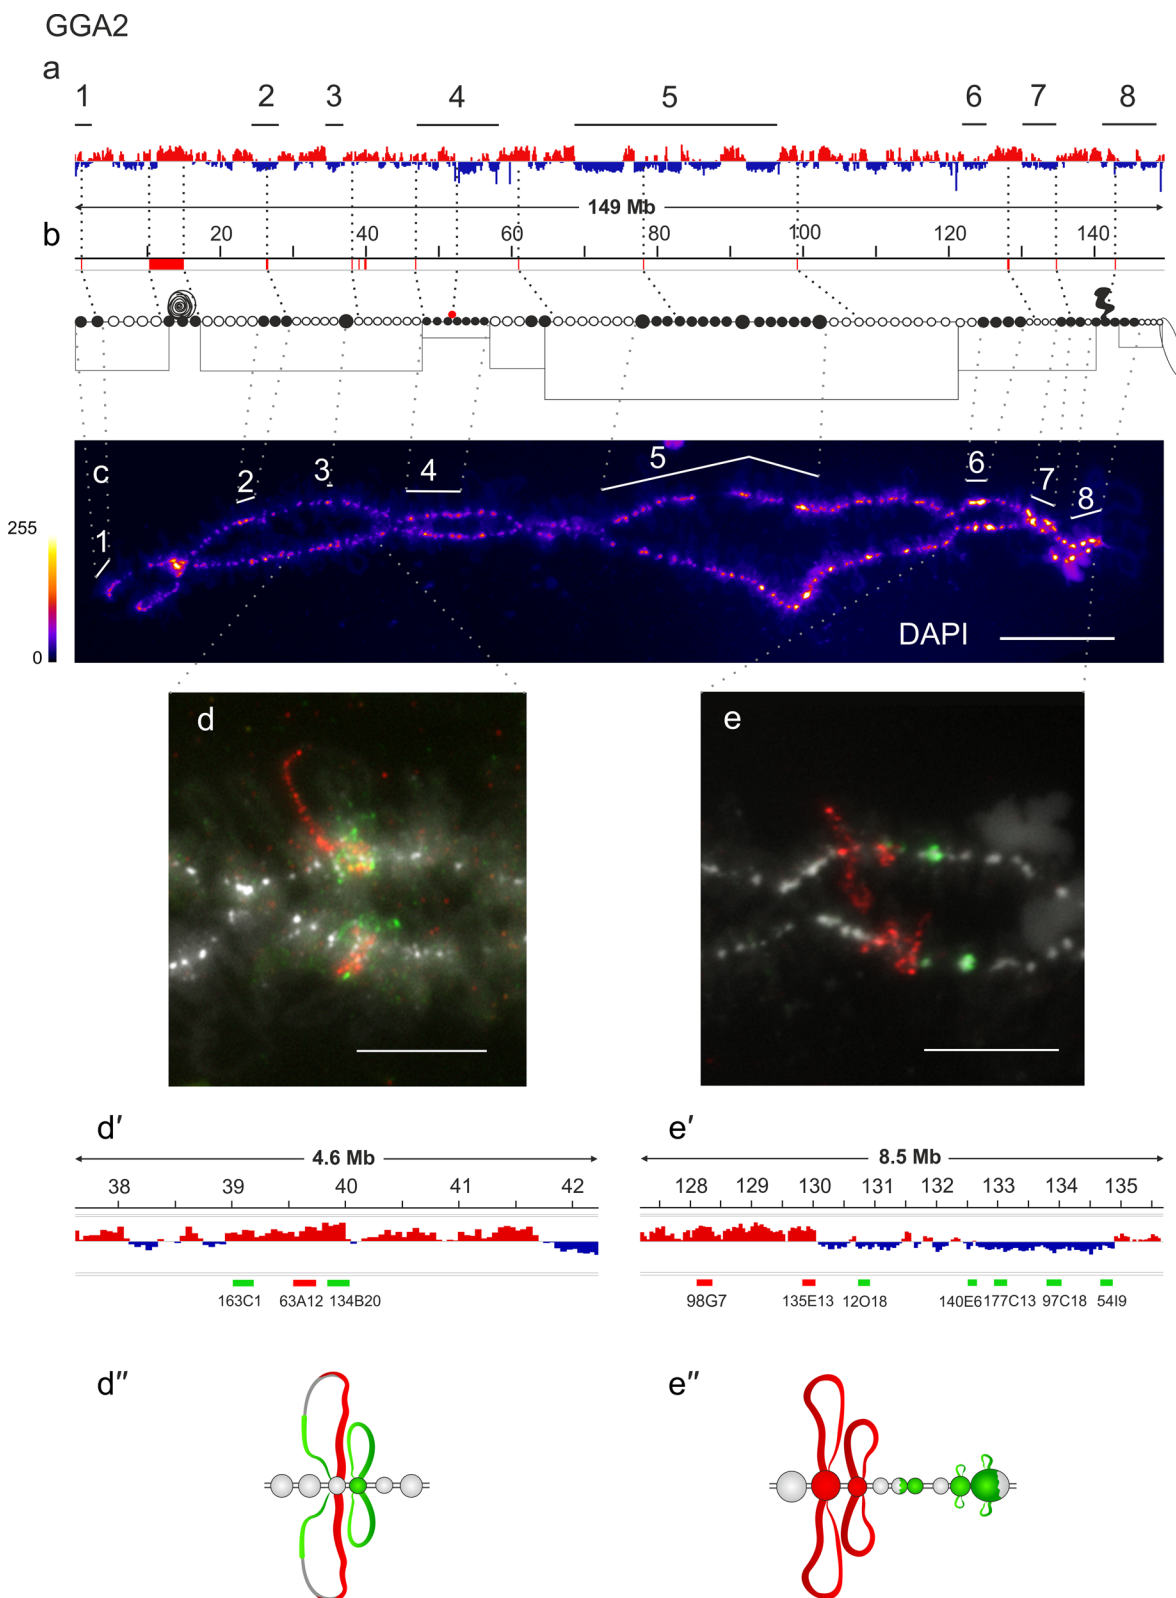 GGA2
a
1 2 3 4 5 6 7 8
149 Mb
b
20 40 60 80 100 120 140
c
1 2 3 4 5 6 7 8
255
0
DAPI
d
e
d′
4.6 Mb
38 39 40 41 42
163C1 63A12 134B20
e′
8.5 Mb
128 129 130 131 132 133 134 135
98G7 135E13 12O18 140E6 177C13 97C18 54I9
d″
e″